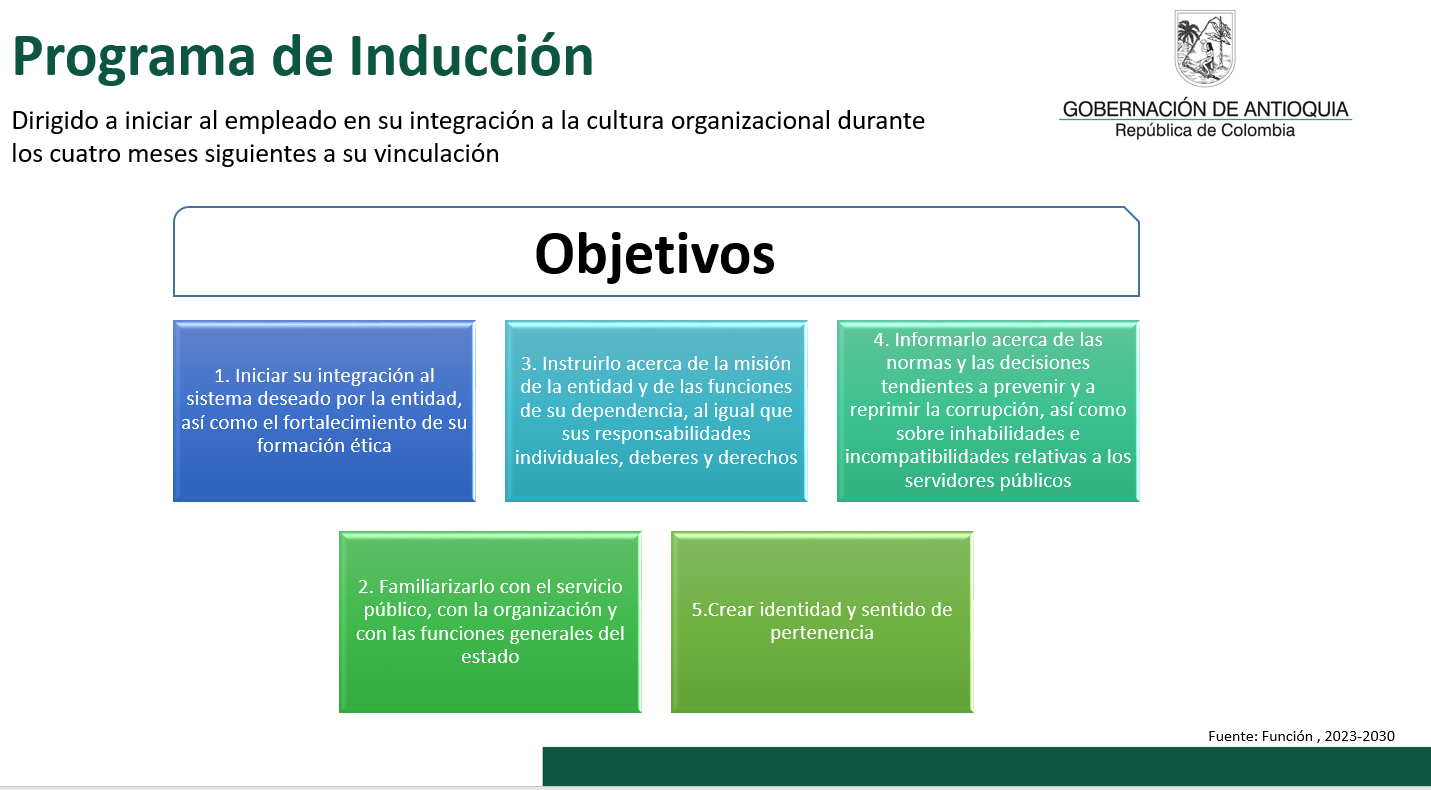 Programa de Inducción
GOBERNACIÓN DE ANTIOQUIA
República de Colombia
Dirigido a iniciar al empleado en su integración a la cultura organizacional durante
los cuatro meses siguientes a su vinculación
Objetivos
1. Iniciar su integración al
sistema deseado por la entidad,
así como el fortalecimiento de su
formación ética
3. Instruirlo acerca de la misión
de la entidad y de las funciones
de su dependencia, al igual que
sus responsabilidades
individuales, deberes y derechos
4. Informarlo acerca de las
normas y las decisiones
tendientes a prevenir y a
reprimir la corrupción, así como
sobre inhabilidades e
incompatibilidades relativas a los
servidores públicos
2. Familiarizarlo con el servicio
público, con la organización y
con las funciones generales del
estado
5.Crear identidad y sentido de
pertenencia
Fuente: Función , 2023-2030